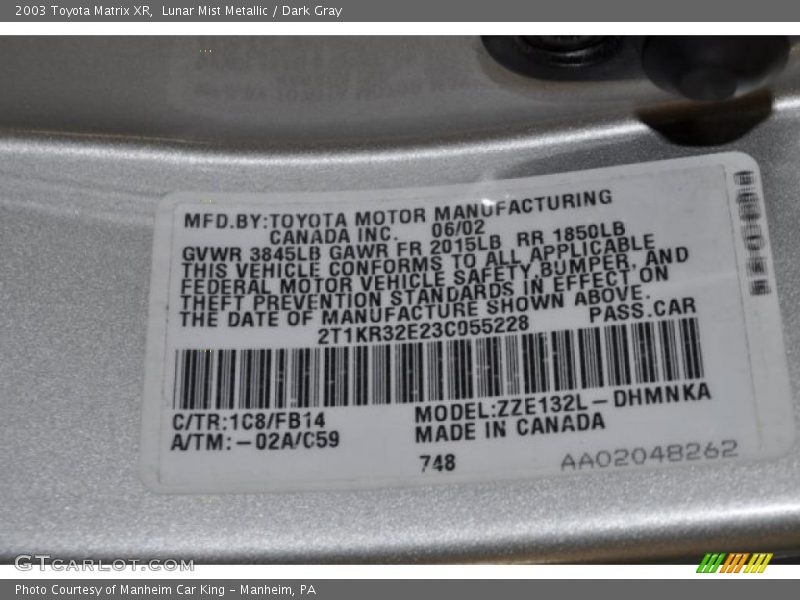 2003 Toyota Matrix XR, Lunar Mist Metallic / Dark Gray
MFD.BY:TOYOTA MOTOR MANUFACTURING
CANADA INC. 06/02
GVWR 3845LB GAWR FR 2015LB RR 1850LB
THIS VEHICLE CONFORMS TO ALL APPLICABLE
FEDERAL MOTOR VEHICLE SAFETY,BUMPER, AND
THEFT PREVENTION STANDARDS IN EFFECT ON
THE DATE OF MANUFACTURE SHOWN ABOVE.
2T1KR32E23C055228 PASS.CAR
C/TR:1C8/FB14 MODEL:ZZE132L-DHMNKA
A/TM:-02A/C59 MADE IN CANADA
748 AA02048262
GTcarlot.com
Photo Courtesy of Manheim Car King - Manheim, PA